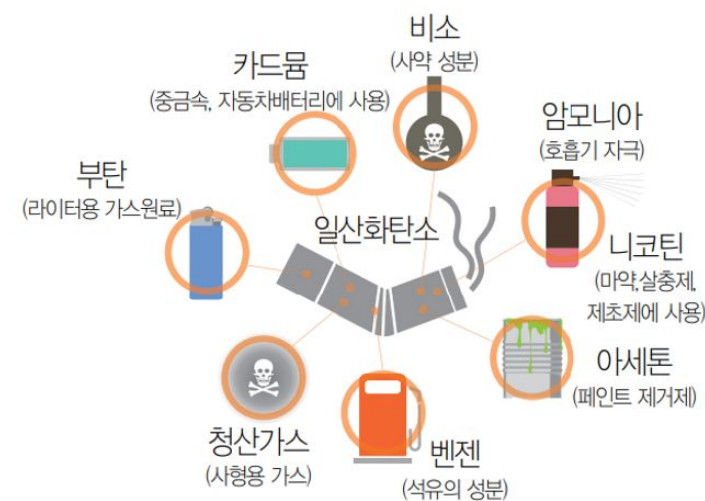 비소
(사약 성분)
카드뮴
(중금속, 자동차배터리에 사용)
암모니아
(호흡기 자극)
부탄
(라이터용 가스원료)
일산화탄소
니코틴
(마약,살충제,
제초제에 사용)
아세톤
(페인트 제거제)
청산가스
(사형용 가스)
벤젠
(석유의 성분)